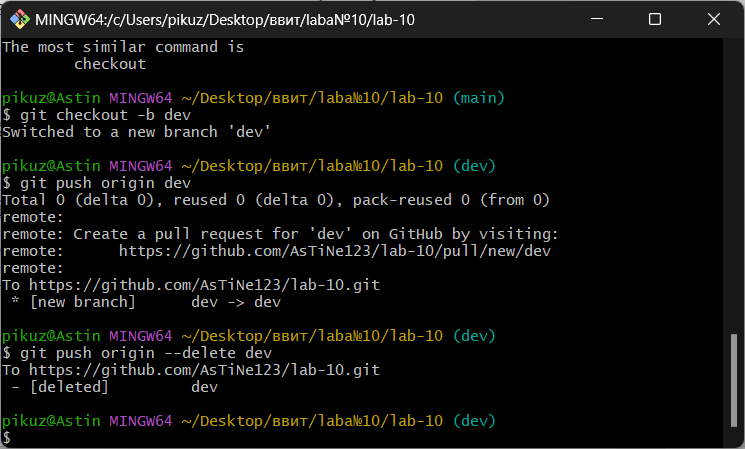 MINGW64:/c/Users/pikuz/Desktop/ввит/laba№10/lab-10
The most similar command is
        checkout
pikuz@Astin MINGW64 ~/Desktop/ввит/laba№10/lab-10 (main)
$ git checkout -b dev
Switched to a new branch 'dev'
pikuz@Astin MINGW64 ~/Desktop/ввит/laba№10/lab-10 (dev)
$ git push origin dev
Total 0 (delta 0), reused 0 (delta 0), pack-reused 0 (from 0)
remote:
remote: Create a pull request for 'dev' on GitHub by visiting:
remote:      https://github.com/AsTiNe123/lab-10/pull/new/dev
remote:
To https://github.com/AsTiNe123/lab-10.git
 * [new branch]      dev -> dev
pikuz@Astin MINGW64 ~/Desktop/ввит/laba№10/lab-10 (dev)
$ git push origin --delete dev
To https://github.com/AsTiNe123/lab-10.git
 - [deleted]         dev
pikuz@Astin MINGW64 ~/Desktop/ввит/laba№10/lab-10 (dev)
$